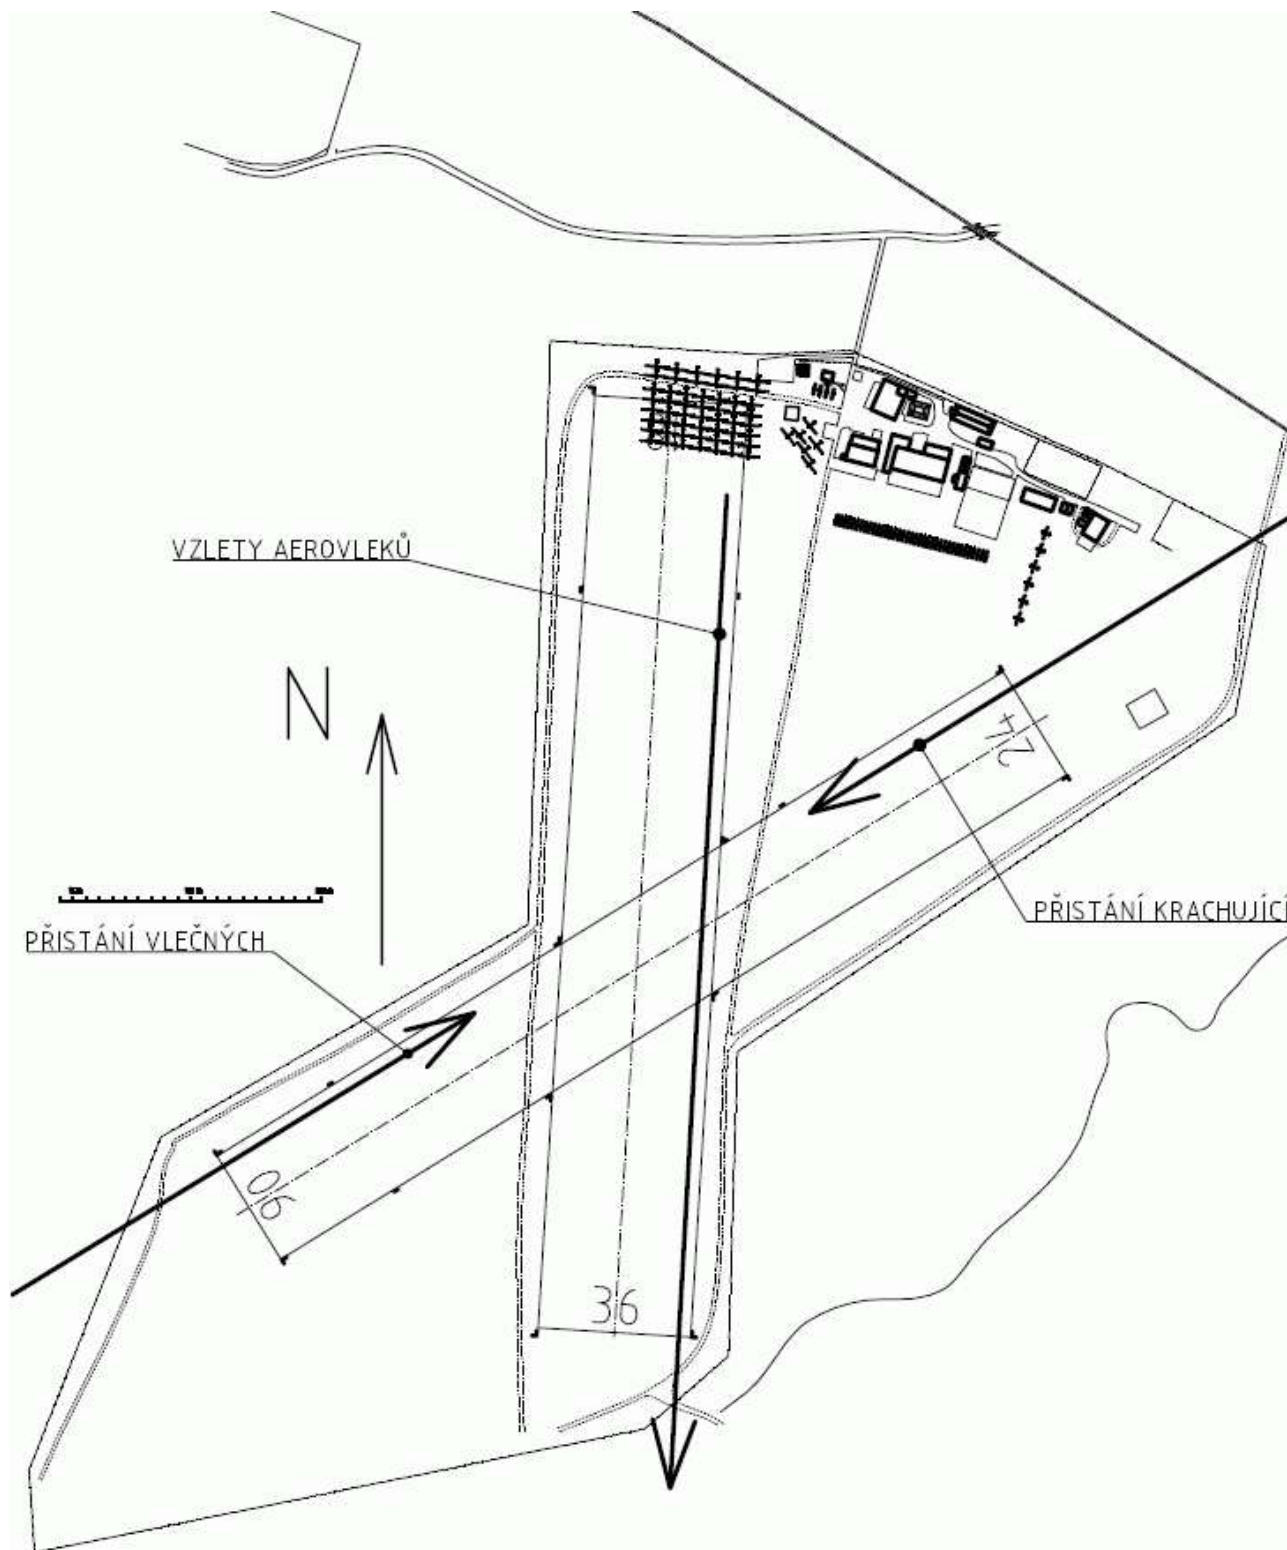 VZLETY AEROVLEKŮ
N
24
PŘISTÁNÍ KRACHUJÍCÍ
PŘISTÁNÍ VLEČNÝCH
06
36